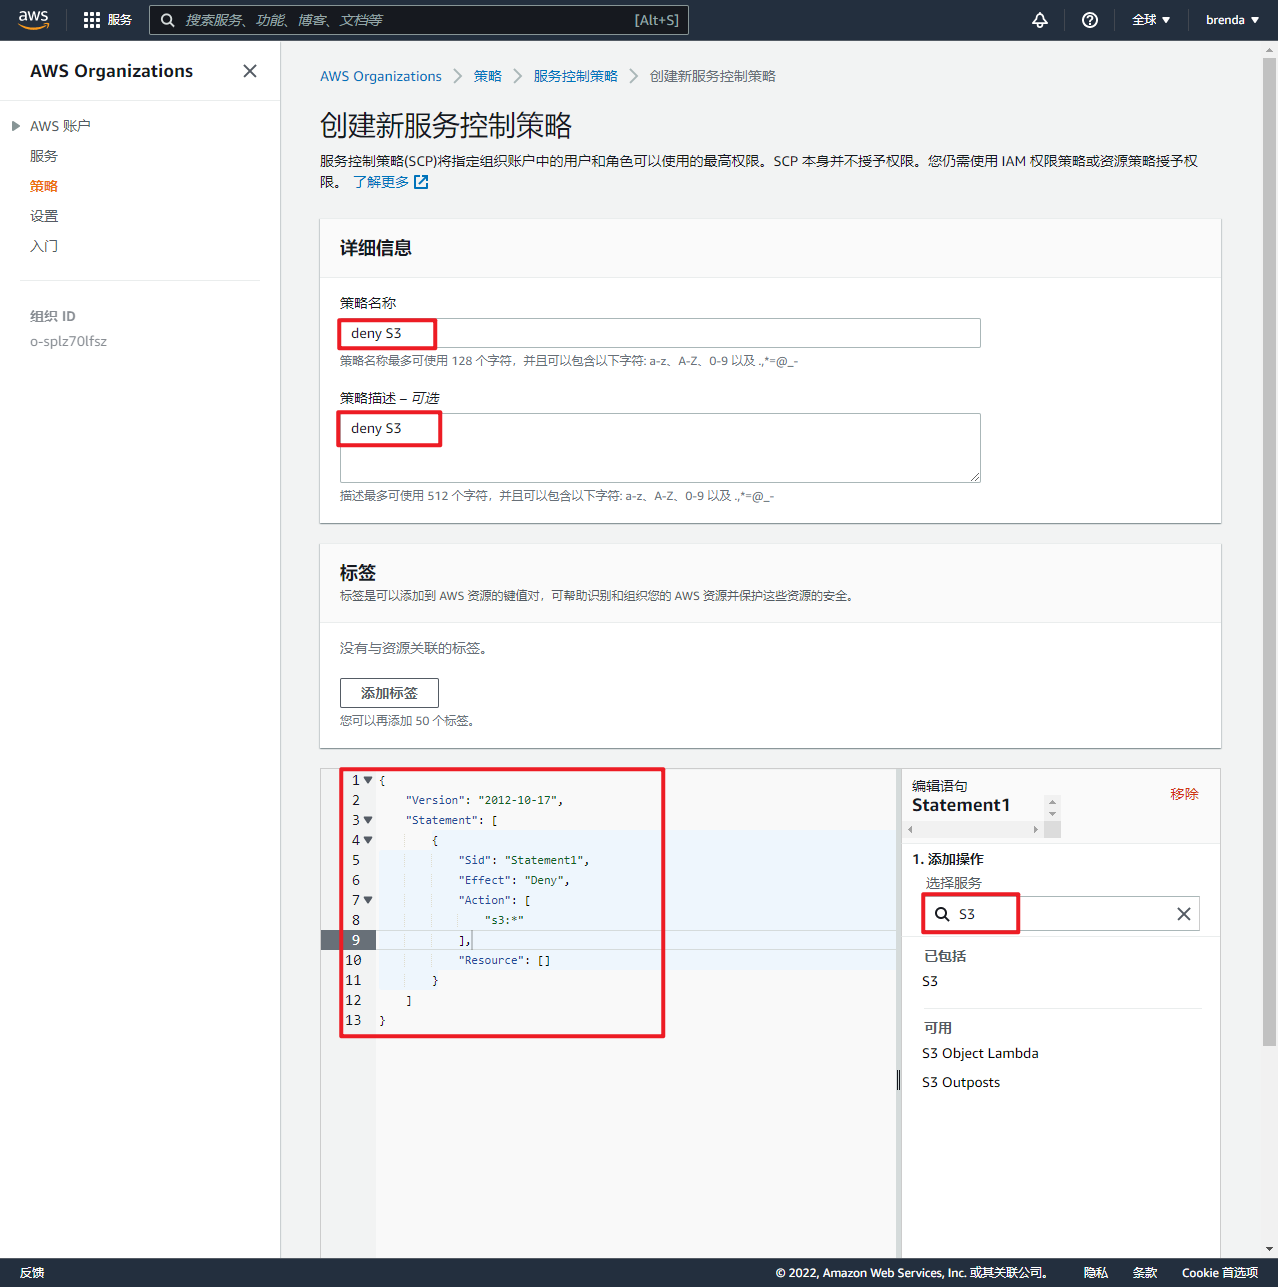 aws
服务
搜索服务、功能、博客、文档等
[Alt+S]
全球
brenda
AWS Organizations
AWS 账户
服务
策略
设置
入门
组织 ID
o-splz70lfsz
AWS Organizations
策略
服务控制策略
创建新服务控制策略
创建新服务控制策略
服务控制策略(SCP)将指定组织账户中的用户和角色可以使用的最高权限。SCP 本身并不授予权限。您仍需使用 IAM 权限策略或资源策略授予权
限。 了解更多
详细信息
策略名称
deny S3
策略名称最多可使用 128 个字符，并且可以包含以下字符: a-z、A-Z、0-9 以及 .,*=@_-
策略描述 – 可选
deny S3
描述最多可使用 512 个字符，并且可以包含以下字符: a-z、A-Z、0-9 以及 .,*=@_-
标签
标签是可以添加到 AWS 资源的键值对，可帮助识别和组织您的 AWS 资源并保护这些资源的安全。
没有与资源关联的标签。
添加标签
您可以再添加 50 个标签。
1 {
2 "Version": "2012-10-17",
3 "Statement": [
4 {
5 "Sid": "Statement1",
6 "Effect": "Deny",
7 "Action": [
8 "s3:*"
9 ],
10 "Resource": []
11 }
12 ]
13 }
编辑语句
Statement1
移除
1. 添加操作
选择服务
S3
已包括
S3
可用
S3 Object Lambda
S3 Outposts
反馈
© 2022, Amazon Web Services, Inc. 或其关联公司。
隐私
条款
Cookie 首选项